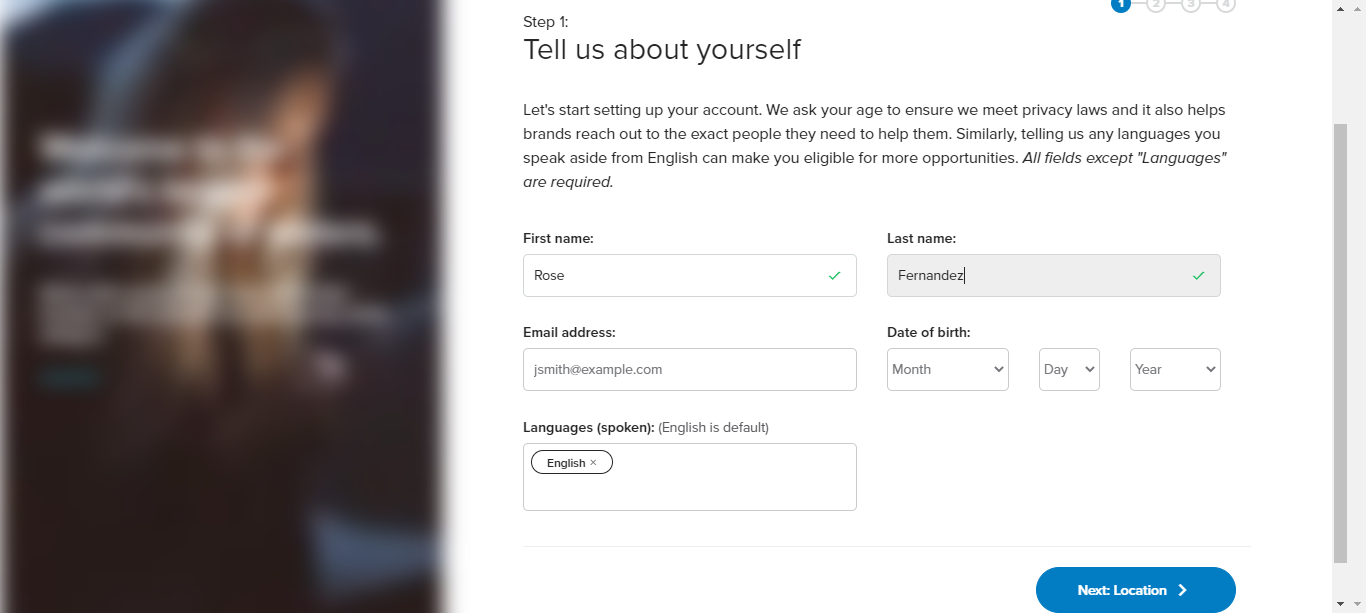 1 2 3 4
Step 1:
Tell us about yourself
Let's start setting up your account. We ask your age to ensure we meet privacy laws and it also helps
brands reach out to the exact people they need to help them. Similarly, telling us any languages you
speak aside from English can make you eligible for more opportunities. All fields except "Languages"
are required.
First name: Last name:
Rose Fernandez
Email address: Date of birth:
jsmith@example.com Month Day Year
Languages (spoken): (English is default)
English ×
Next: Location